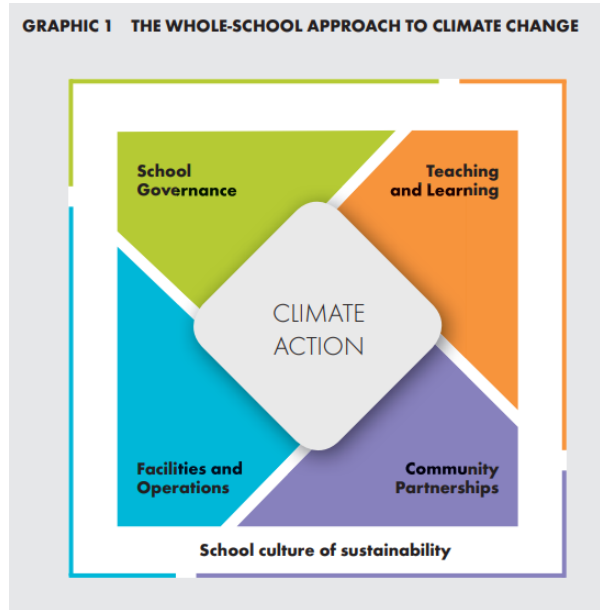 GRAPHIC 1 THE WHOLE-SCHOOL APPROACH TO CLIMATE CHANGE
School
Governance
Teaching
and Learning
CLIMATE
ACTION
Facilities and
Operations
Community
Partnerships
School culture of sustainability